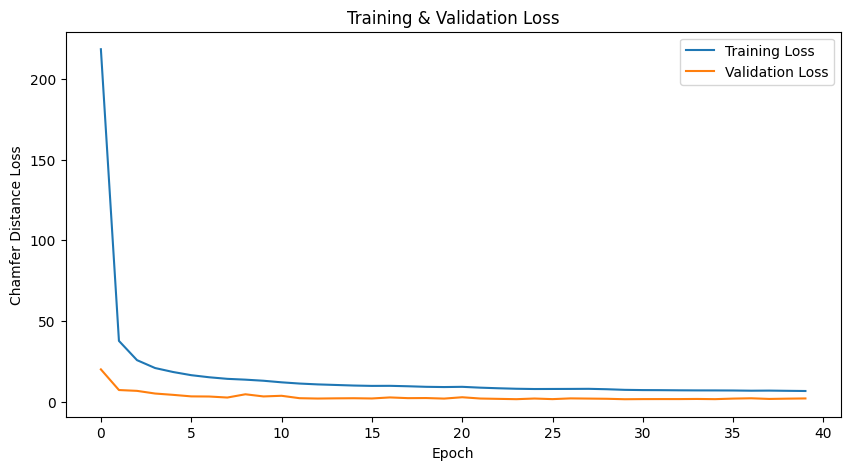 Training & Validation Loss
Training Loss
Validation Loss
Chamfer Distance Loss
200
150
100
50
0
0 5 10 15 20 25 30 35 40
Epoch